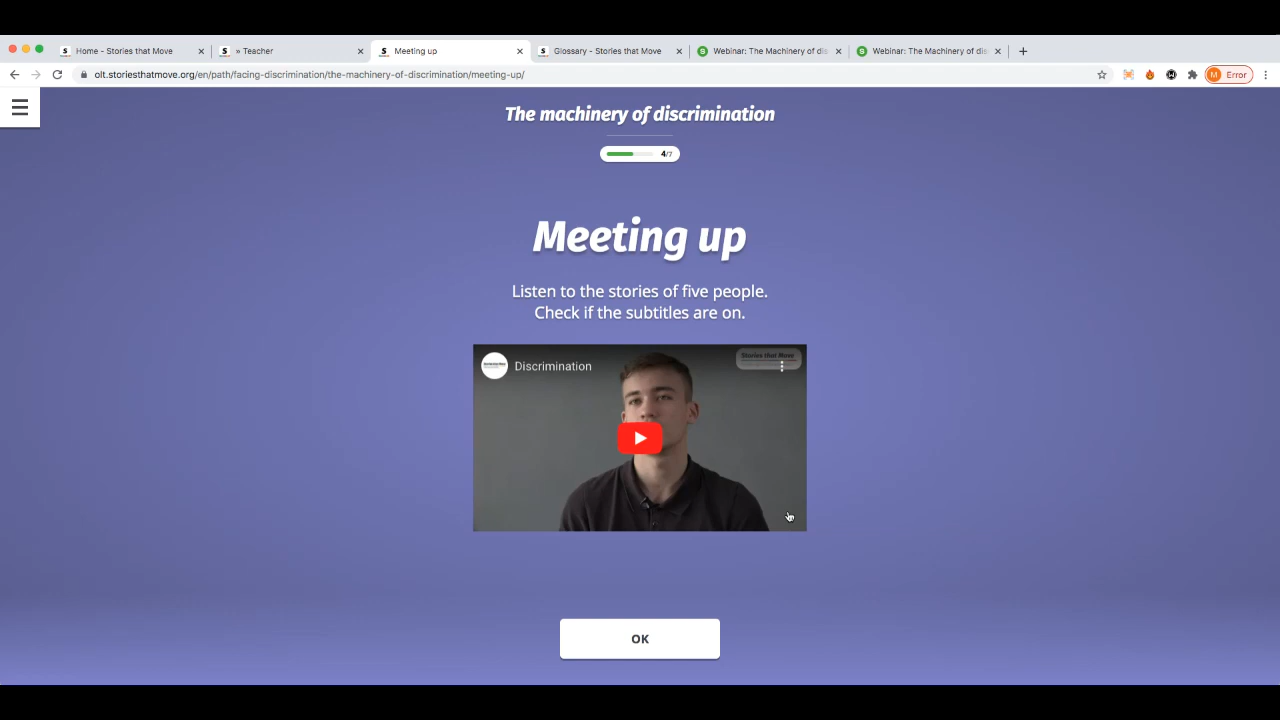 Home - Stories that Move
» Teacher
Meeting up
Glossary - Stories that Move
Webinar: The Machinery of dis
Webinar: The Machinery of dis
olt.storiesthatmove.org/en/path/facing-discrimination/the-machinery-of-discrimination/meeting-up/
M Error
The machinery of discrimination
4/7
Meeting up
Listen to the stories of five people.
Check if the subtitles are on.
Discrimination
Stories that Move
OK